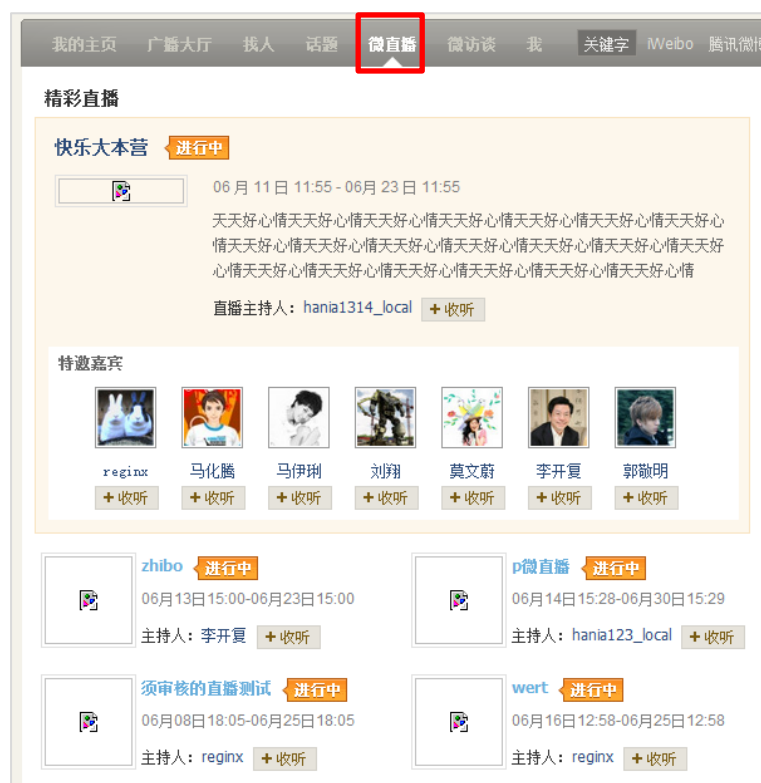 我的主页 广播大厅 找人 话题 微直播 微访谈 我 关键字 iWeibo 腾讯微博
精彩直播
快乐大本营 进行中
06月11日 11:55 - 06月23日 11:55
天天好心情天天好心情天天好心情天天好心情天天好心情天天好心情天天好心
情天天好心情天天好心情天天好心情天天好心情天天好心情天天好心情天天好
心情天天好心情天天好心情天天好心情天天好心情天天好心情天天好心情
直播主持人：hania1314_local +收听
特邀嘉宾
reginx 马化腾 马伊琍 刘翔 莫文蔚 李开复 郭敬明
+收听 +收听 +收听 +收听 +收听 +收听 +收听
zhibo 进行中
06月13日15:00-06月23日15:00
主持人：李开复 +收听
p微直播 进行中
06月14日15:28-06月30日15:29
主持人：hania123_local +收听
须审核的直播测试 进行中
06月08日18:05-06月25日18:05
主持人：reginx +收听
wert 进行中
06月16日12:58-06月25日12:58
主持人：reginx +收听